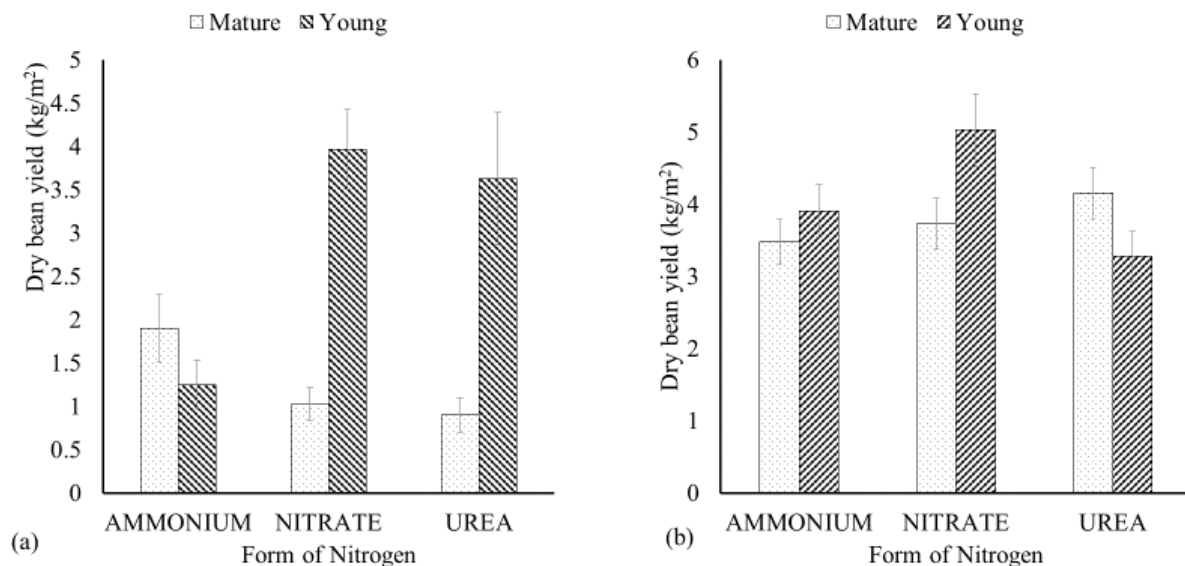 Mature Young
Dry bean yield (kg/m²)
5
4.5
4
3.5
3
2.5
2
1.5
1
0.5
0
AMMONIUM NITRATE UREA
Form of Nitrogen
(a)
Mature Young
Dry bean yield (kg/m²)
6
5
4
3
2
1
0
AMMONIUM NITRATE UREA
Form of Nitrogen
(b)